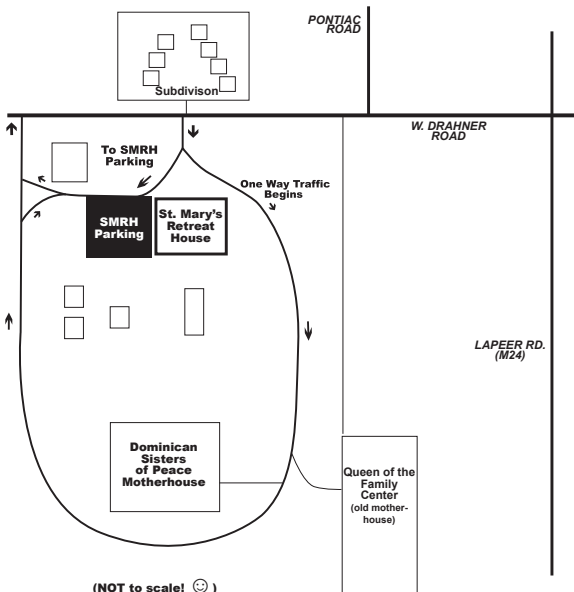 PONTIAC
ROAD
Subdivison
W. DRAHNER
ROAD
To SMRH
Parking
One Way Traffic
Begins
SMRH
Parking
St. Mary's
Retreat
House
LAPEER RD.
(M24)
Dominican
Sisters
of Peace
Motherhouse
Queen of the
Family
Center
(old mother-
house)
(NOT to scale! ☺ )